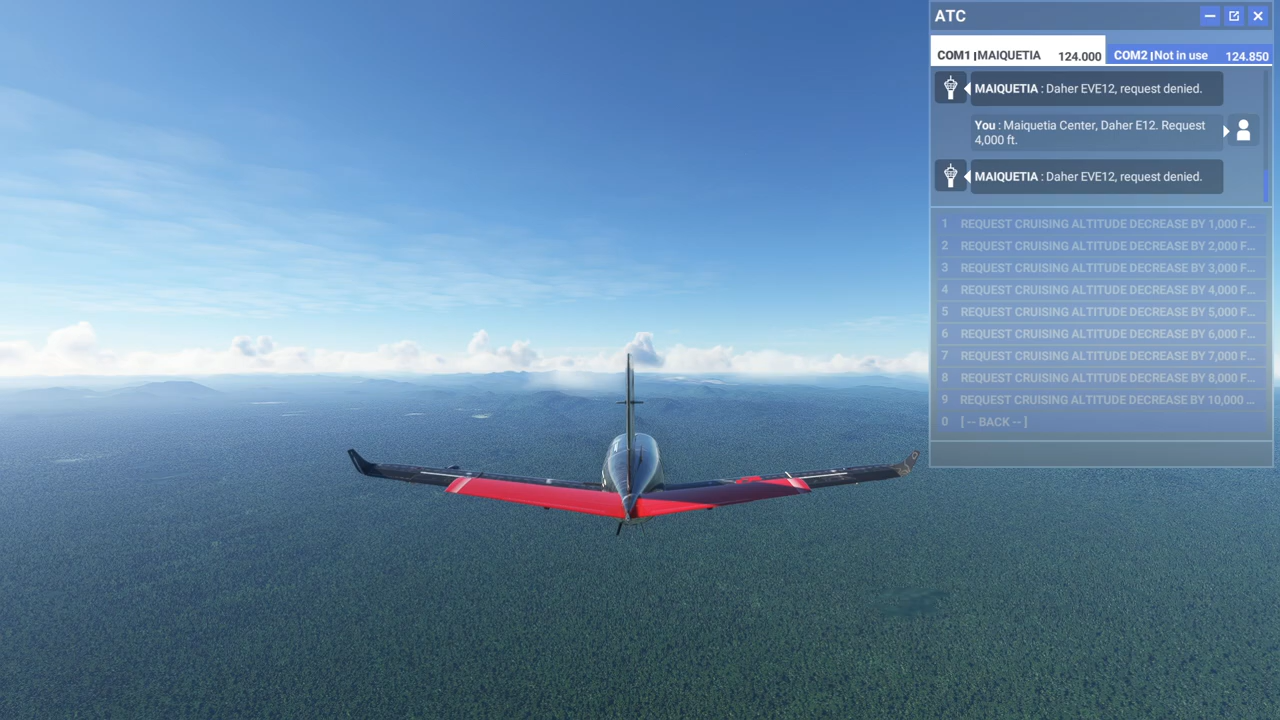 ATC
COM1 | MAIQUETIA 124.000
COM2 | Not in use 124.850
MAIQUETIA : Daher EVE12, request denied.
You : Maiquetia Center, Daher E12. Request
4,000 ft.
MAIQUETIA : Daher EVE12, request denied.
1 REQUEST CRUISING ALTITUDE DECREASE BY 1,000 F...
2 REQUEST CRUISING ALTITUDE DECREASE BY 2,000 F...
3 REQUEST CRUISING ALTITUDE DECREASE BY 3,000 F...
4 REQUEST CRUISING ALTITUDE DECREASE BY 4,000 F...
5 REQUEST CRUISING ALTITUDE DECREASE BY 5,000 F...
6 REQUEST CRUISING ALTITUDE DECREASE BY 6,000 F...
7 REQUEST CRUISING ALTITUDE DECREASE BY 7,000 F...
8 REQUEST CRUISING ALTITUDE DECREASE BY 8,000 F...
9 REQUEST CRUISING ALTITUDE DECREASE BY 10,000 ...
0 [ -- BACK -- ]